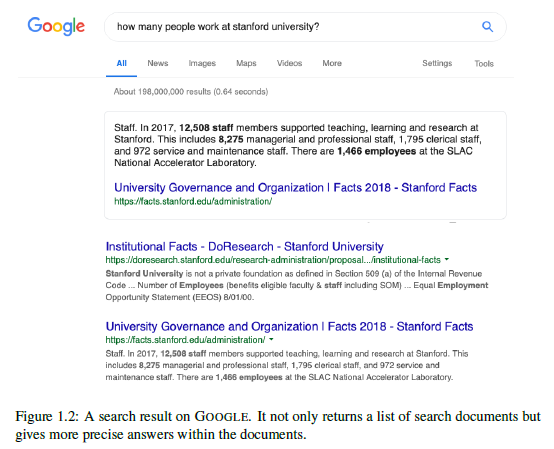 Google
how many people work at stanford university?
All News Images Maps Videos More Settings Tools
About 198,000,000 results (0.64 seconds)
Staff. In 2017, 12,508 staff members supported teaching, learning and research at
Stanford. This includes 8,275 managerial and professional staff, 1,795 clerical staff,
and 972 service and maintenance staff. There are 1,466 employees at the SLAC
National Accelerator Laboratory.
University Governance and Organization | Facts 2018 - Stanford Facts
https://facts.stanford.edu/administration/
Institutional Facts - DoResearch - Stanford University
https://doresearch.stanford.edu/research-administration/proposal.../institutional-facts
Stanford University is not a private foundation as defined in Section 509 (a) of the Internal Revenue
Code ... Number of Employees (benefits eligible faculty & staff including SOM) ... Equal Employment
Opportunity Statement (EEOS) 8/01/00.
University Governance and Organization | Facts 2018 - Stanford Facts
https://facts.stanford.edu/administration/
Staff. In 2017, 12,508 staff members supported teaching, learning and research at Stanford. This
includes 8,275 managerial and professional staff, 1,795 clerical staff, and 972 service and
maintenance staff. There are 1,466 employees at the SLAC National Accelerator Laboratory.
Figure 1.2: A search result on GOOGLE. It not only returns a list of search documents but
gives more precise answers within the documents.